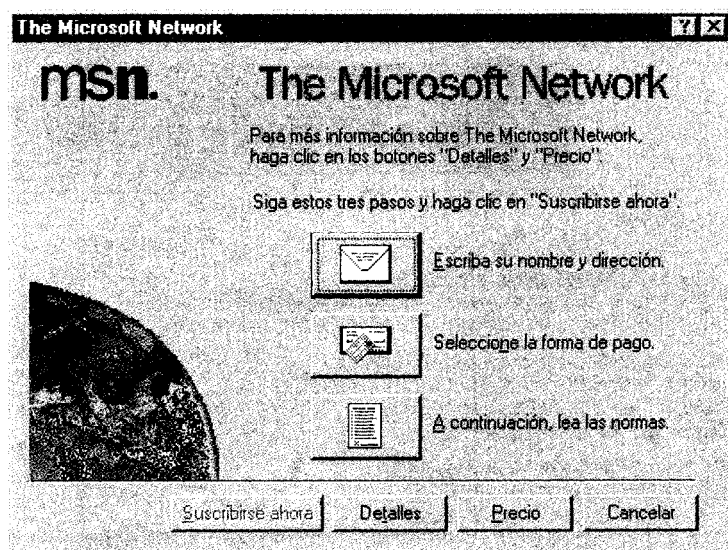 The Microsoft Network
msn.
The Microsoft Network
Para más información sobre The Microsoft Network,
haga clic en los botones "Detalles" y "Precio".
Siga estos tres pasos y haga clic en "Suscribirse ahora".
Escriba su nombre y dirección.
Seleccione la forma de pago.
A continuación, lea las normas.
Suscribirse ahora
Detalles
Precio
Cancelar